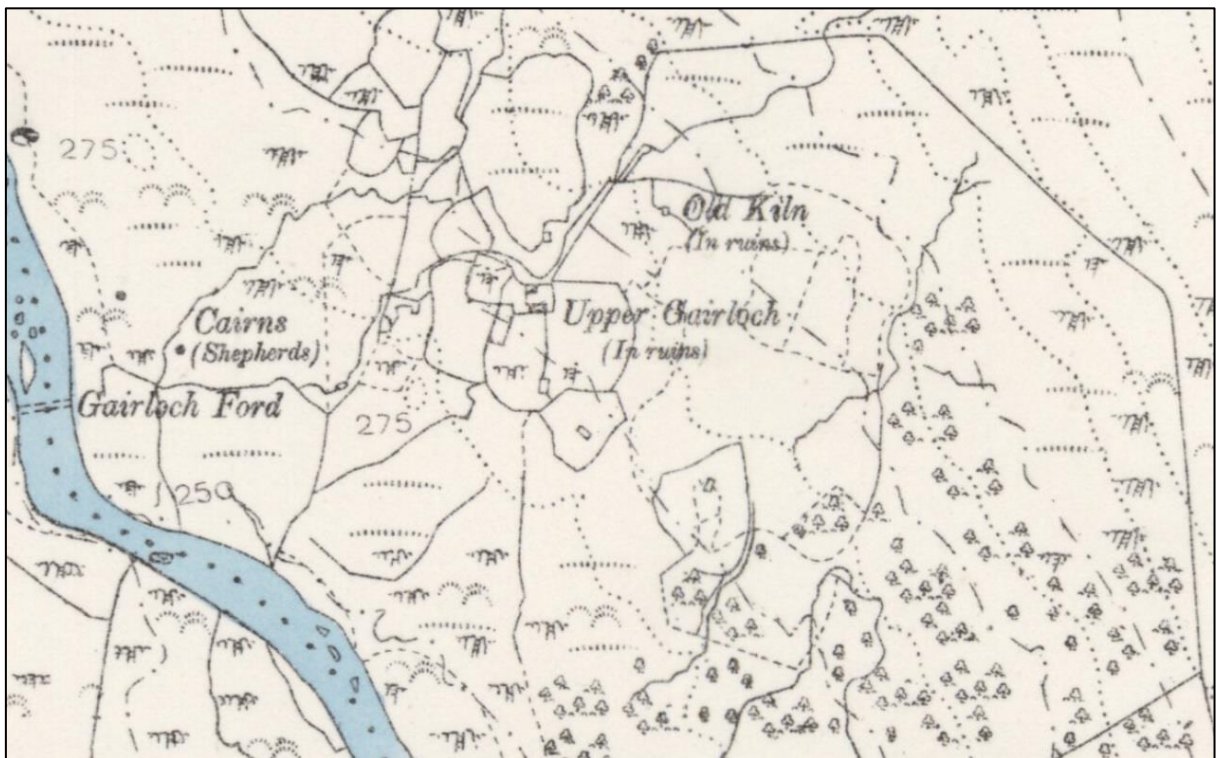 275
Old Kiln
(In ruins)
Cairns
(Shepherds)
Upper Gairloch
(In ruins)
Gairloch Ford
275
250